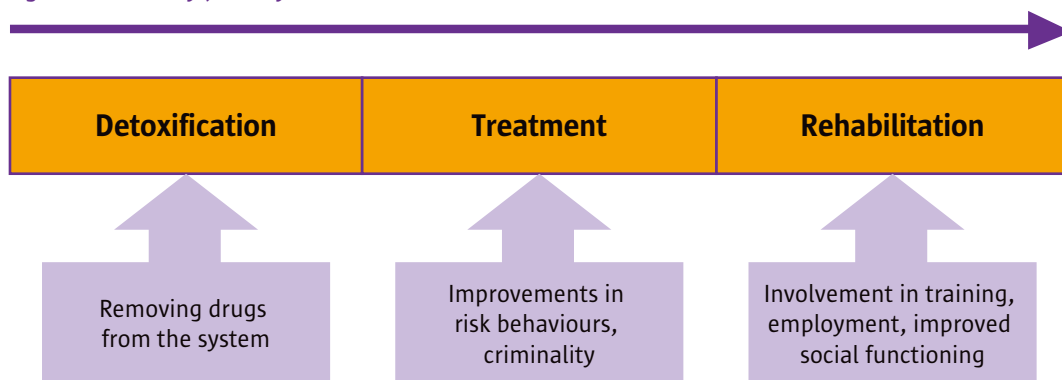 Detoxification
Treatment
Rehabilitation
Removing drugs
from the system
Improvements in
risk behaviours,
criminality
Involvement in training,
employment, improved
social functioning